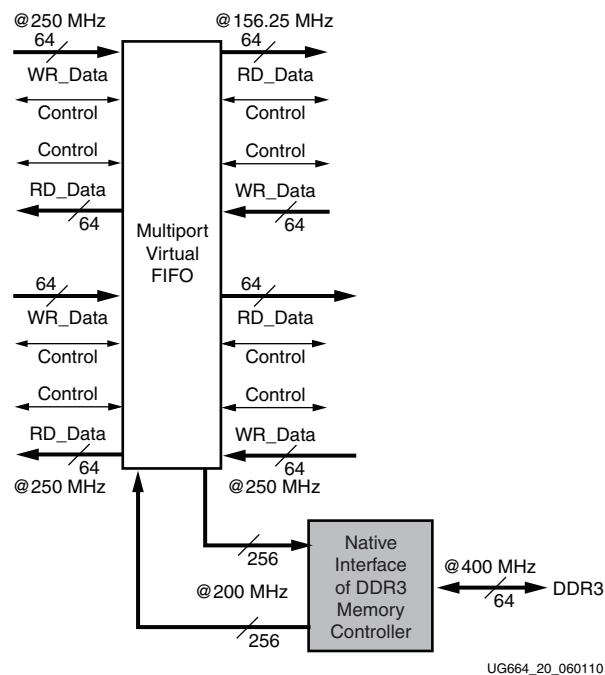 @250 MHz
64
WR_Data
Control
Control
RD_Data
64
64
WR_Data
Control
Control
RD_Data
64
@250 MHz
Multiport
Virtual
FIFO
@156.25 MHz
64
RD_Data
Control
Control
WR_Data
64
64
RD_Data
Control
Control
WR_Data
64
@250 MHz
256
@200 MHz
256
Native
Interface
of DDR3
Memory
Controller
@400 MHz
64
DDR3
UG664_20_060110